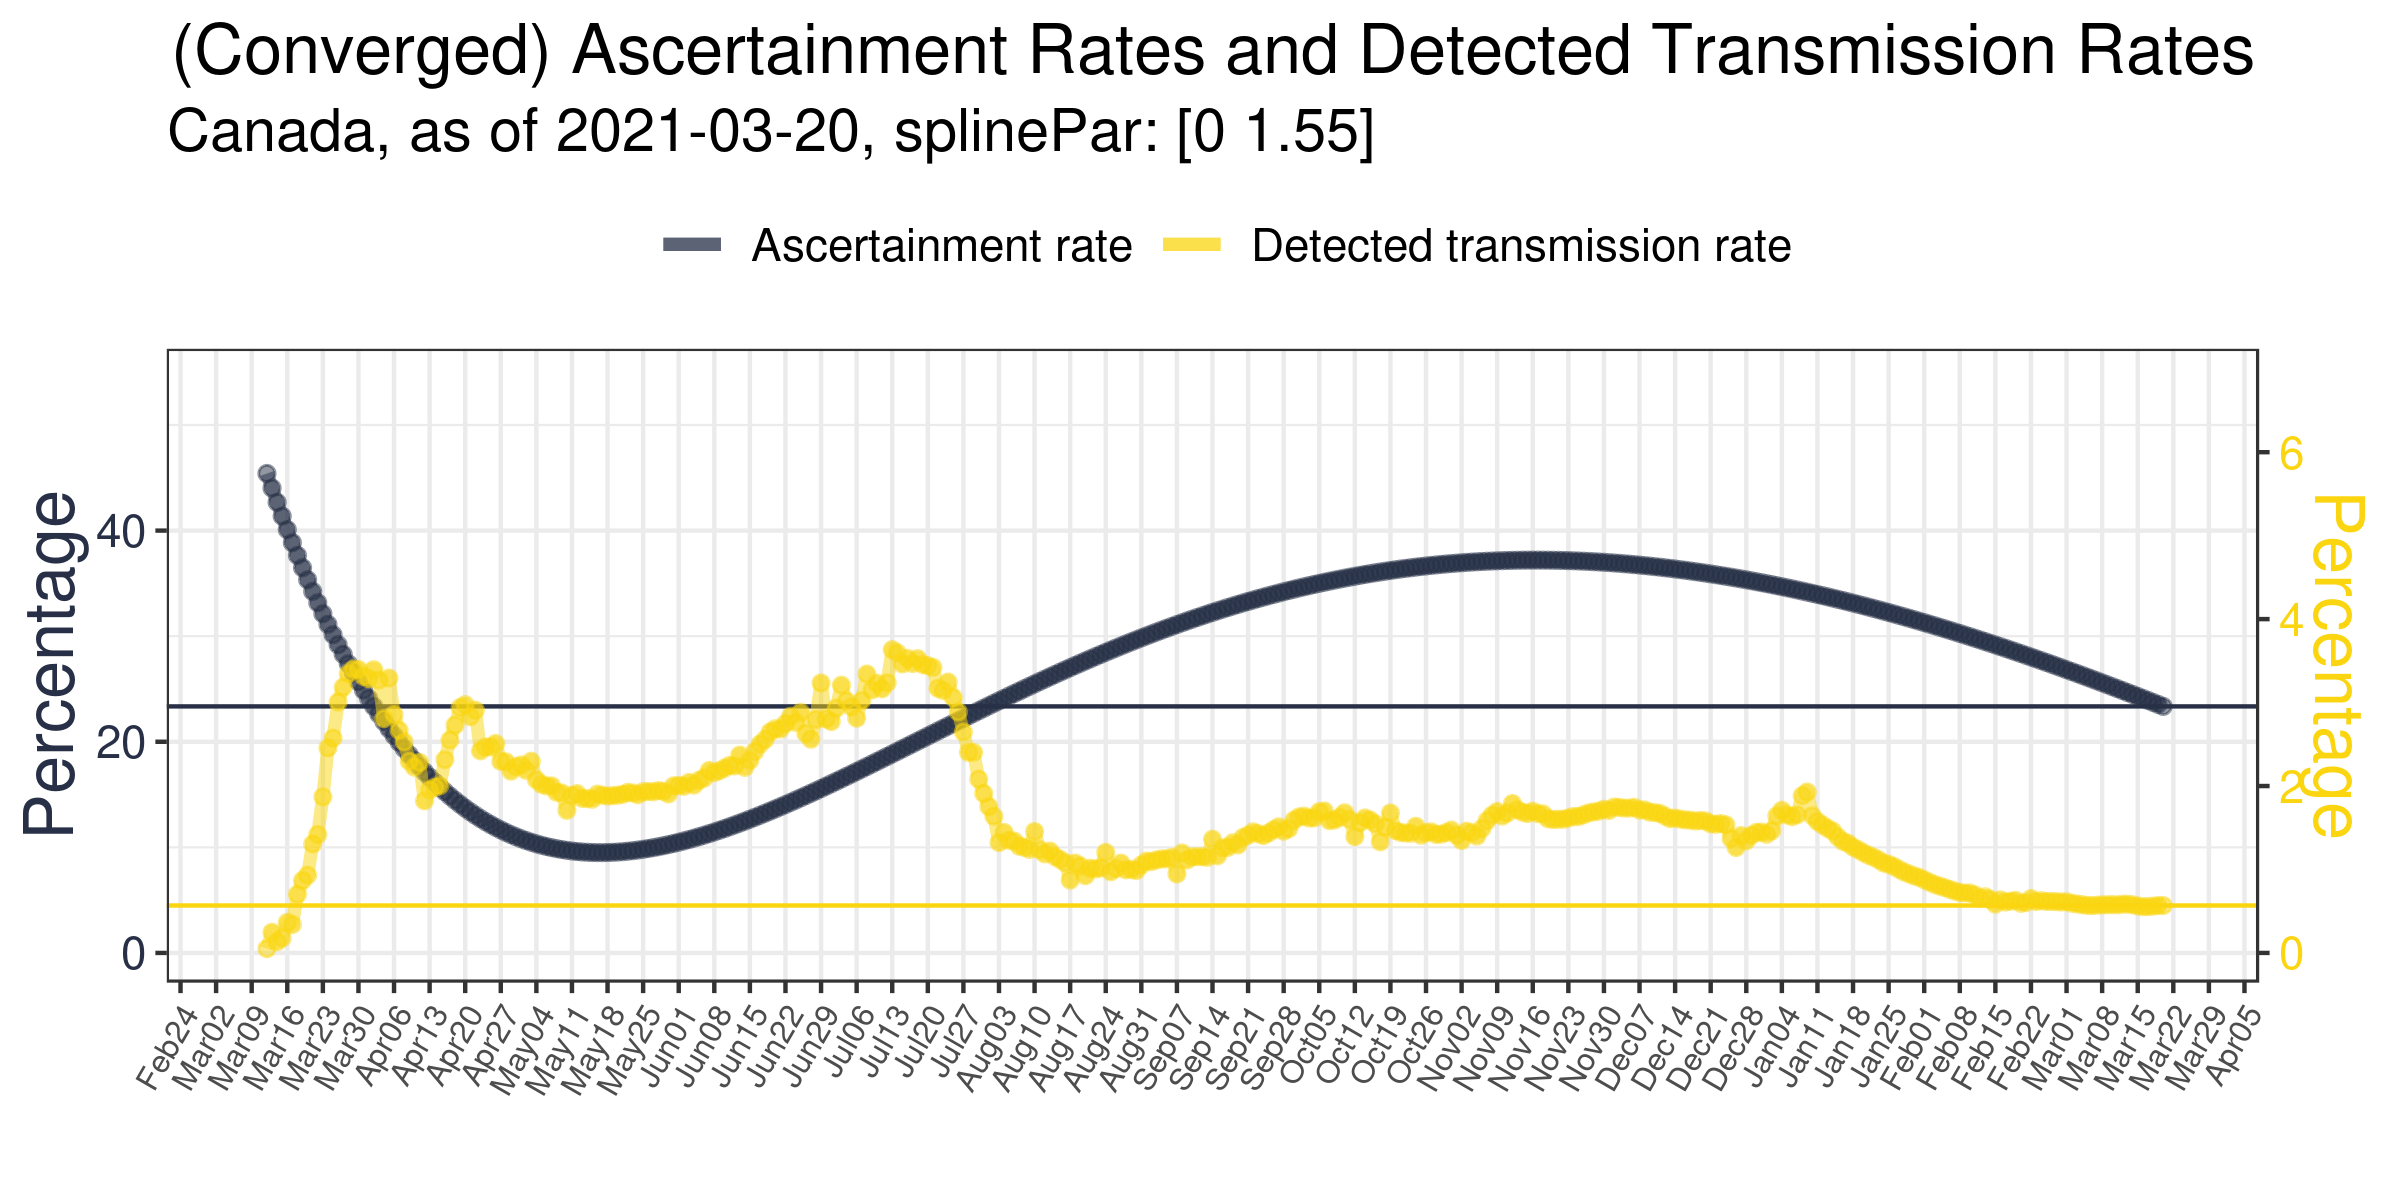 (Converged) Ascertainment Rates and Detected Transmission Rates
Canada, as of 2021-03-20, splinePar: [0 1.55]
Ascertainment rate
Detected transmission rate
Percentage
40
20
0
6
4
2
0
Percentage
Feb24
Mar02
Mar09
Mar16
Mar23
Mar30
Apr06
Apr13
Apr20
Apr27
May04
May11
May18
May25
Jun01
Jun08
Jun15
Jun22
Jun29
Jul06
Jul13
Jul20
Jul27
Aug03
Aug10
Aug17
Aug24
Aug31
Sep07
Sep14
Sep21
Sep28
Oct05
Oct12
Oct19
Oct26
Nov02
Nov09
Nov16
Nov23
Nov30
Dec07
Dec14
Dec21
Dec28
Jan04
Jan11
Jan18
Jan25
Feb01
Feb08
Feb15
Feb22
Mar01
Mar08
Mar15
Mar22
Mar29
Apr05